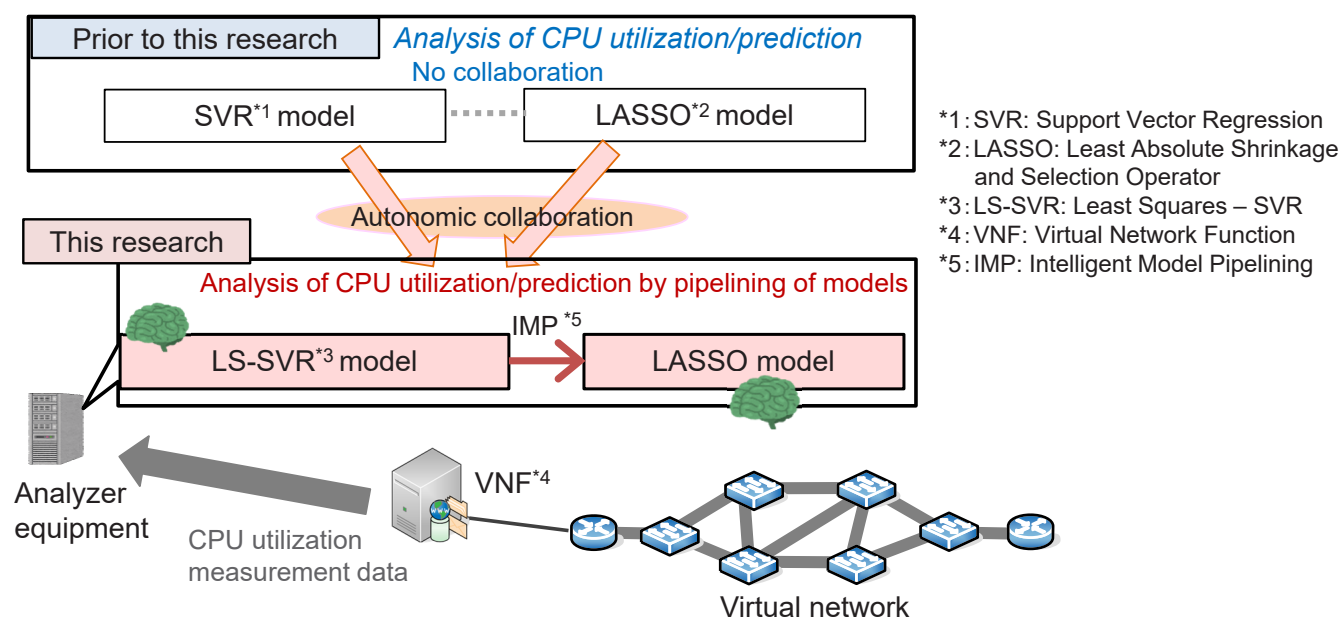 Prior to this research
Analysis of CPU utilization/prediction
No collaboration
SVR*1 model
LASSO*2 model
*1:SVR: Support Vector Regression
*2:LASSO: Least Absolute Shrinkage
and Selection Operator
*3:LS-SVR: Least Squares – SVR
*4:VNF: Virtual Network Function
*5:IMP: Intelligent Model Pipelining
Autonomic collaboration
This research
Analysis of CPU utilization/prediction by pipelining of models
IMP *5
LS-SVR*3 model
LASSO model
Analyzer
equipment
CPU utilization
measurement data
VNF*4
Virtual network